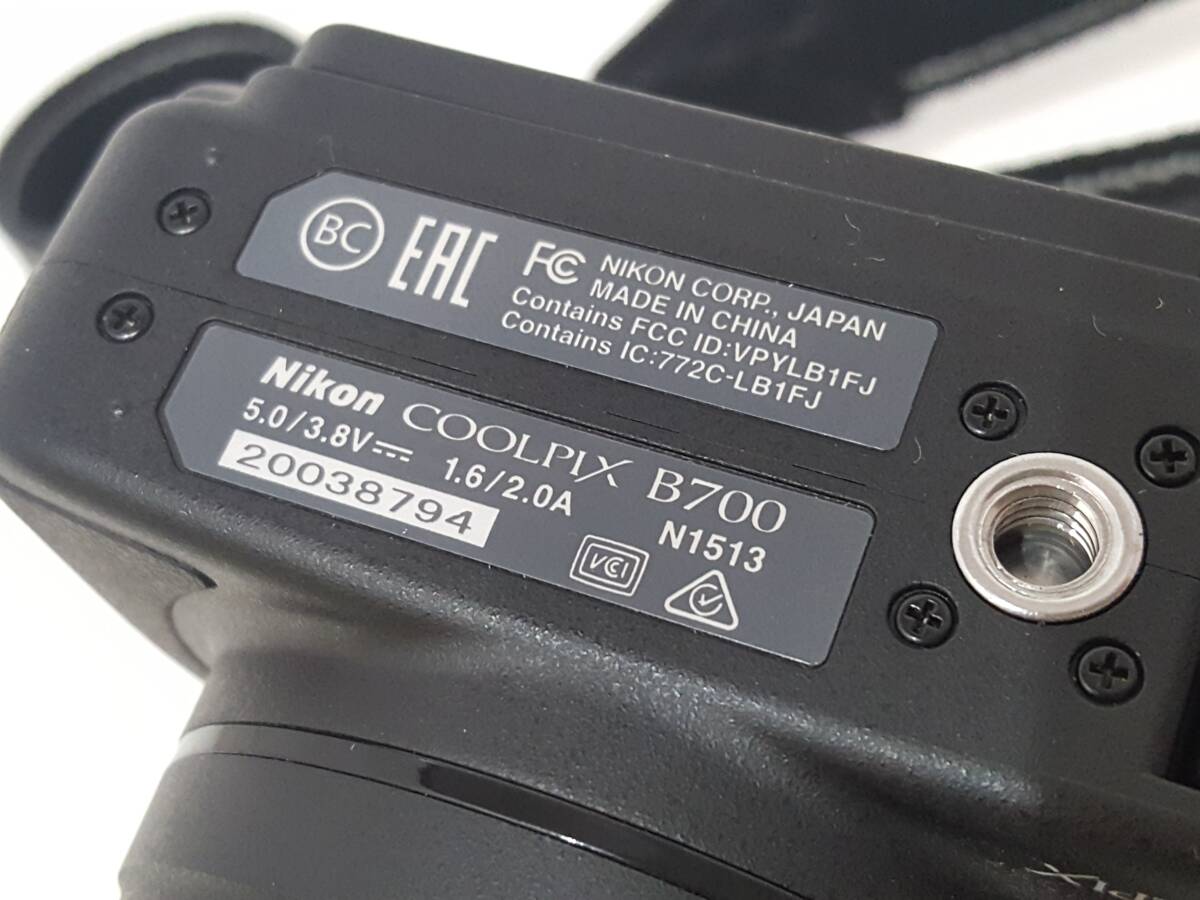 BC EAC FC NIKON CORP., JAPAN
MADE IN CHINA
Contains FCC ID:VPYLB1FJ
Contains IC:772C-LB1FJ
Nikon COOLPIX B700
5.0/3.8V 1.6/2.0A N1513
20038794
VCCI